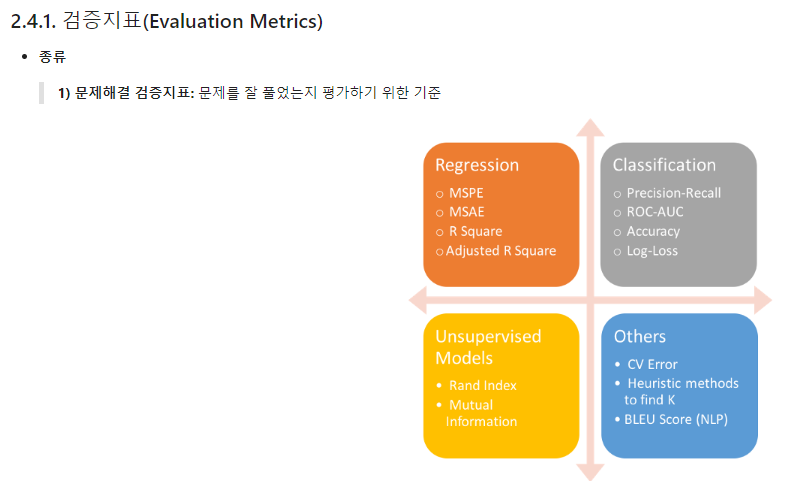 2.4.1. 검증지표(Evaluation Metrics)
• 종류
1) 문제해결 검증지표: 문제를 잘 풀었는지 평가하기 위한 기준
Regression
○ MSPE
○ MSAE
○ R Square
○ Adjusted R Square
Classification
○ Precision-Recall
○ ROC-AUC
○ Accuracy
○ Log-Loss
Unsupervised
Models
• Rand Index
• Mutual
Information
Others
• CV Error
• Heuristic methods
to find K
• BLEU Score (NLP)